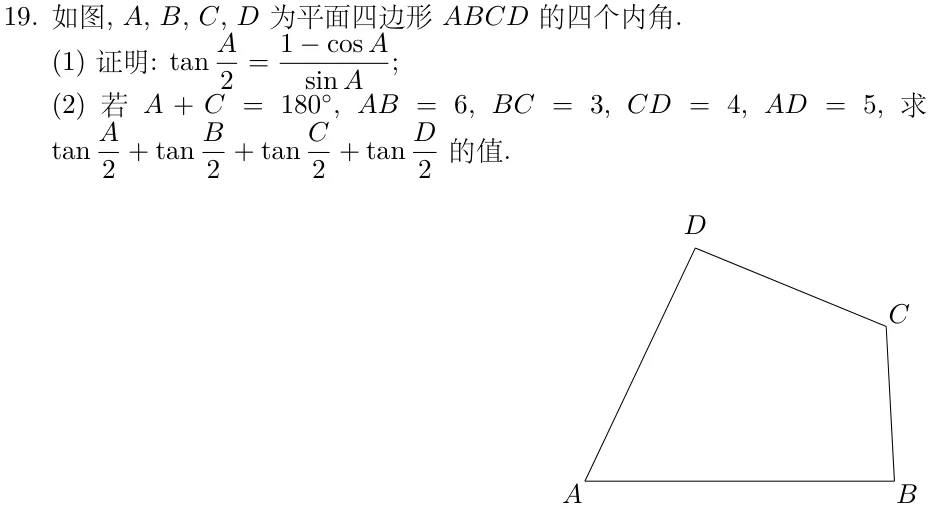 19. 如图, A, B, C, D 为平面四边形 ABCD 的四个内角.
(1) 证明: tan A/2 = (1 − cos A)/(sin A);
(2) 若 A + C = 180°, AB = 6, BC = 3, CD = 4, AD = 5, 求
tan A/2 + tan B/2 + tan C/2 + tan D/2 的值.
D
C
A
B